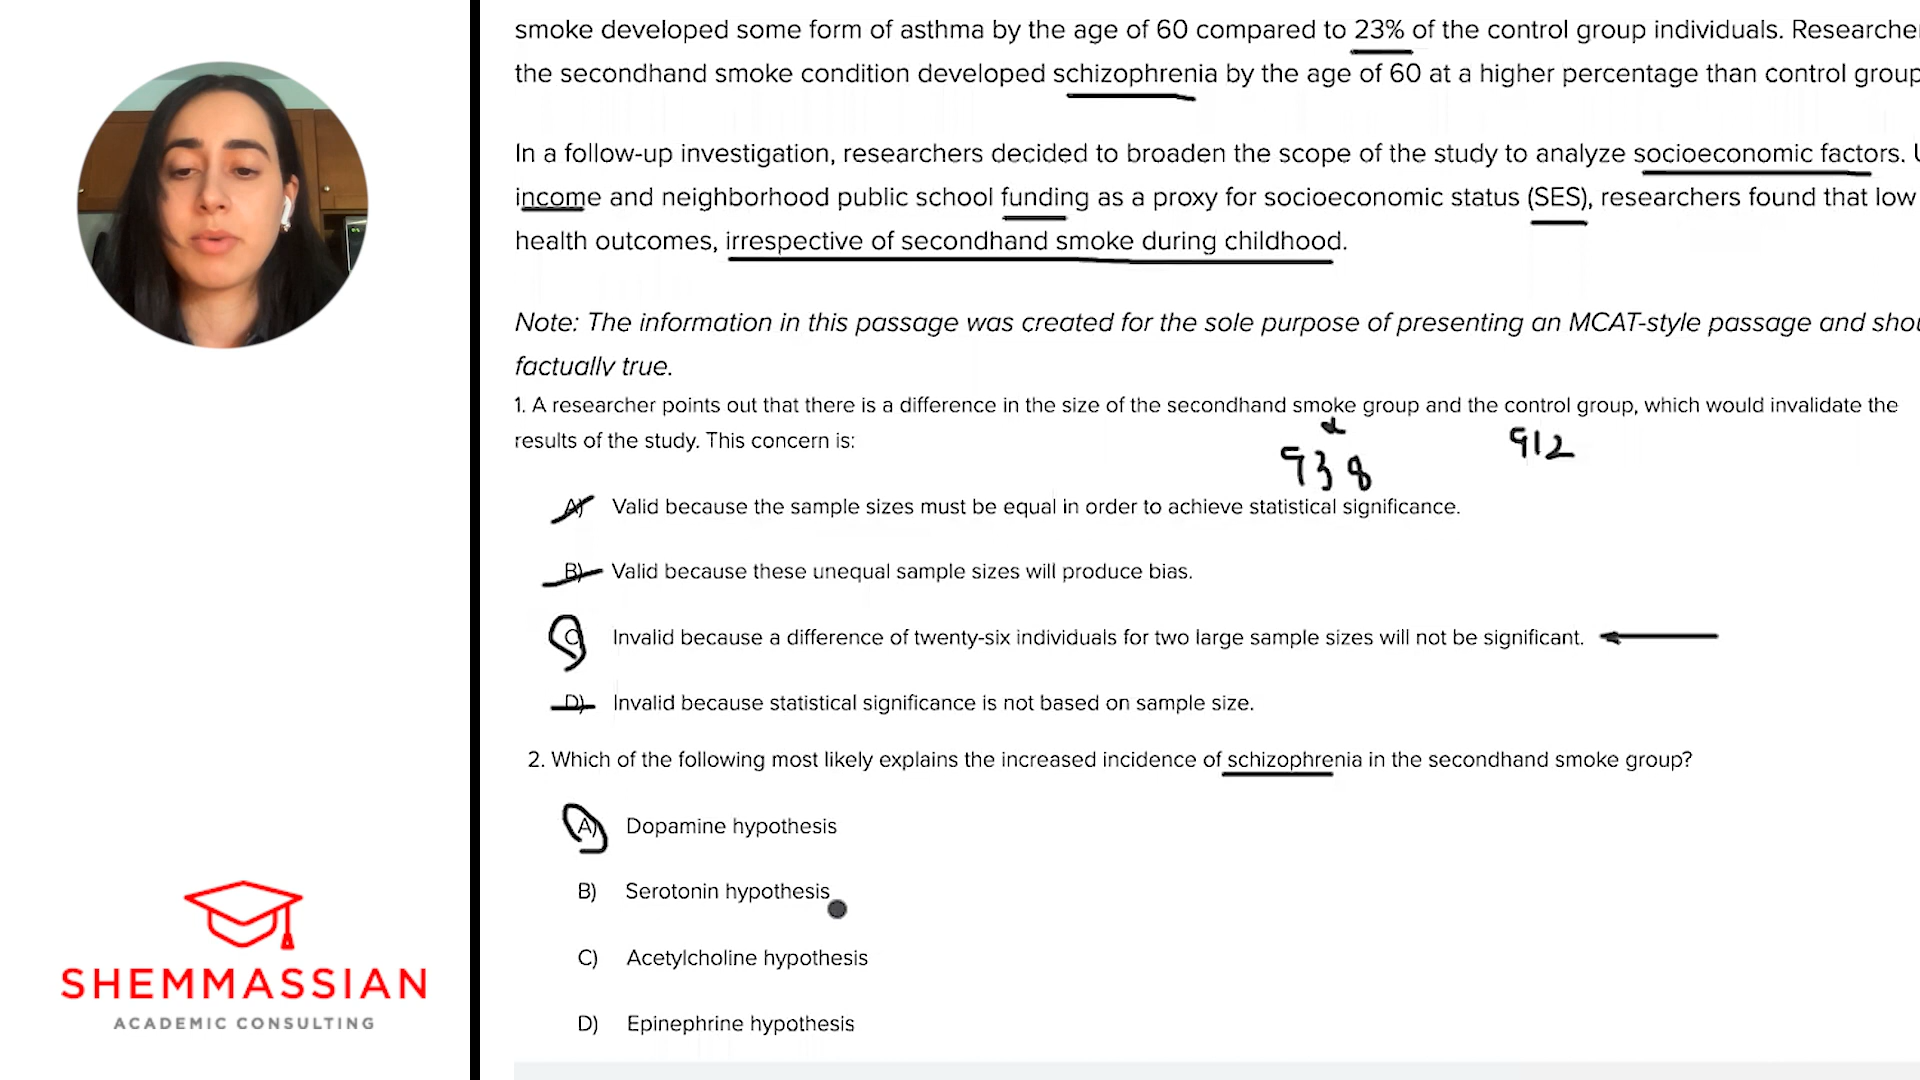 smoke developed some form of asthma by the age of 60 compared to 23% of the control group individuals. Researche
the secondhand smoke condition developed schizophrenia by the age of 60 at a higher percentage than control group
In a follow-up investigation, researchers decided to broaden the scope of the study to analyze socioeconomic factors. U
income and neighborhood public school funding as a proxy for socioeconomic status (SES), researchers found that low
health outcomes, irrespective of secondhand smoke during childhood.
Note: The information in this passage was created for the sole purpose of presenting an MCAT-style passage and shou
factually true.
1. A researcher points out that there is a difference in the size of the secondhand smoke group and the control group, which would invalidate the
results of the study. This concern is:
938
912
A) Valid because the sample sizes must be equal in order to achieve statistical significance.
B) Valid because these unequal sample sizes will produce bias.
C) Invalid because a difference of twenty-six individuals for two large sample sizes will not be significant.
D) Invalid because statistical significance is not based on sample size.
2. Which of the following most likely explains the increased incidence of schizophrenia in the secondhand smoke group?
A) Dopamine hypothesis
B) Serotonin hypothesis
C) Acetylcholine hypothesis
D) Epinephrine hypothesis
SHEMMASSIAN
ACADEMIC CONSULTING